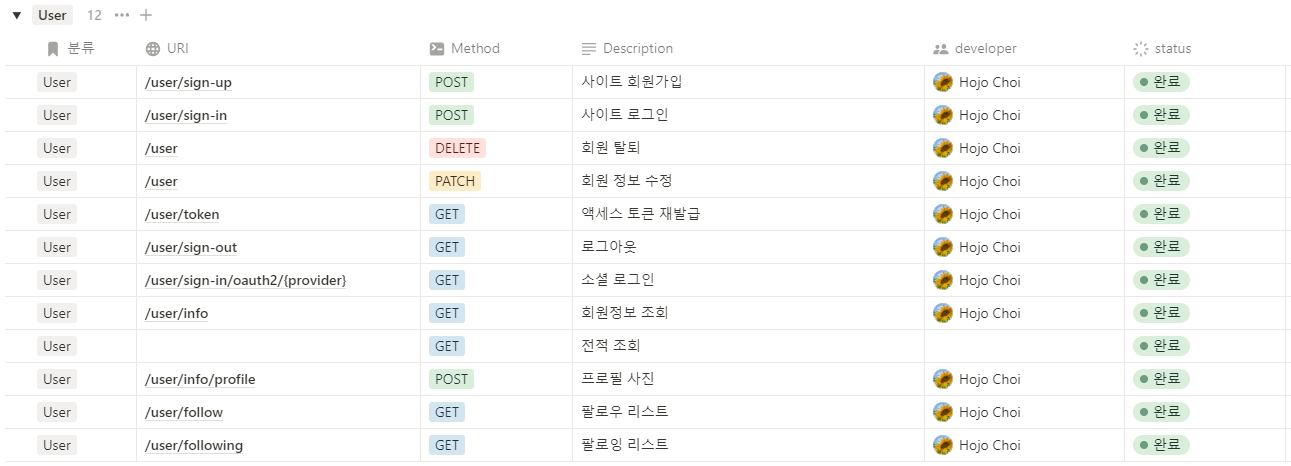 User 12
분류 URI Method Description developer status
User /user/sign-up POST 사이트 회원가입 Hojo Choi 완료
User /user/sign-in POST 사이트 로그인 Hojo Choi 완료
User /user DELETE 회원 탈퇴 Hojo Choi 완료
User /user PATCH 회원 정보 수정 Hojo Choi 완료
User /user/token GET 액세스 토큰 재발급 Hojo Choi 완료
User /user/sign-out GET 로그아웃 Hojo Choi 완료
User /user/sign-in/oauth2/{provider} GET 소셜 로그인 Hojo Choi 완료
User /user/info GET 회원정보 조회 Hojo Choi 완료
User GET 전적 조회 완료
User /user/info/profile POST 프로필 사진 Hojo Choi 완료
User /user/follow GET 팔로우 리스트 Hojo Choi 완료
User /user/following GET 팔로잉 리스트 Hojo Choi 완료